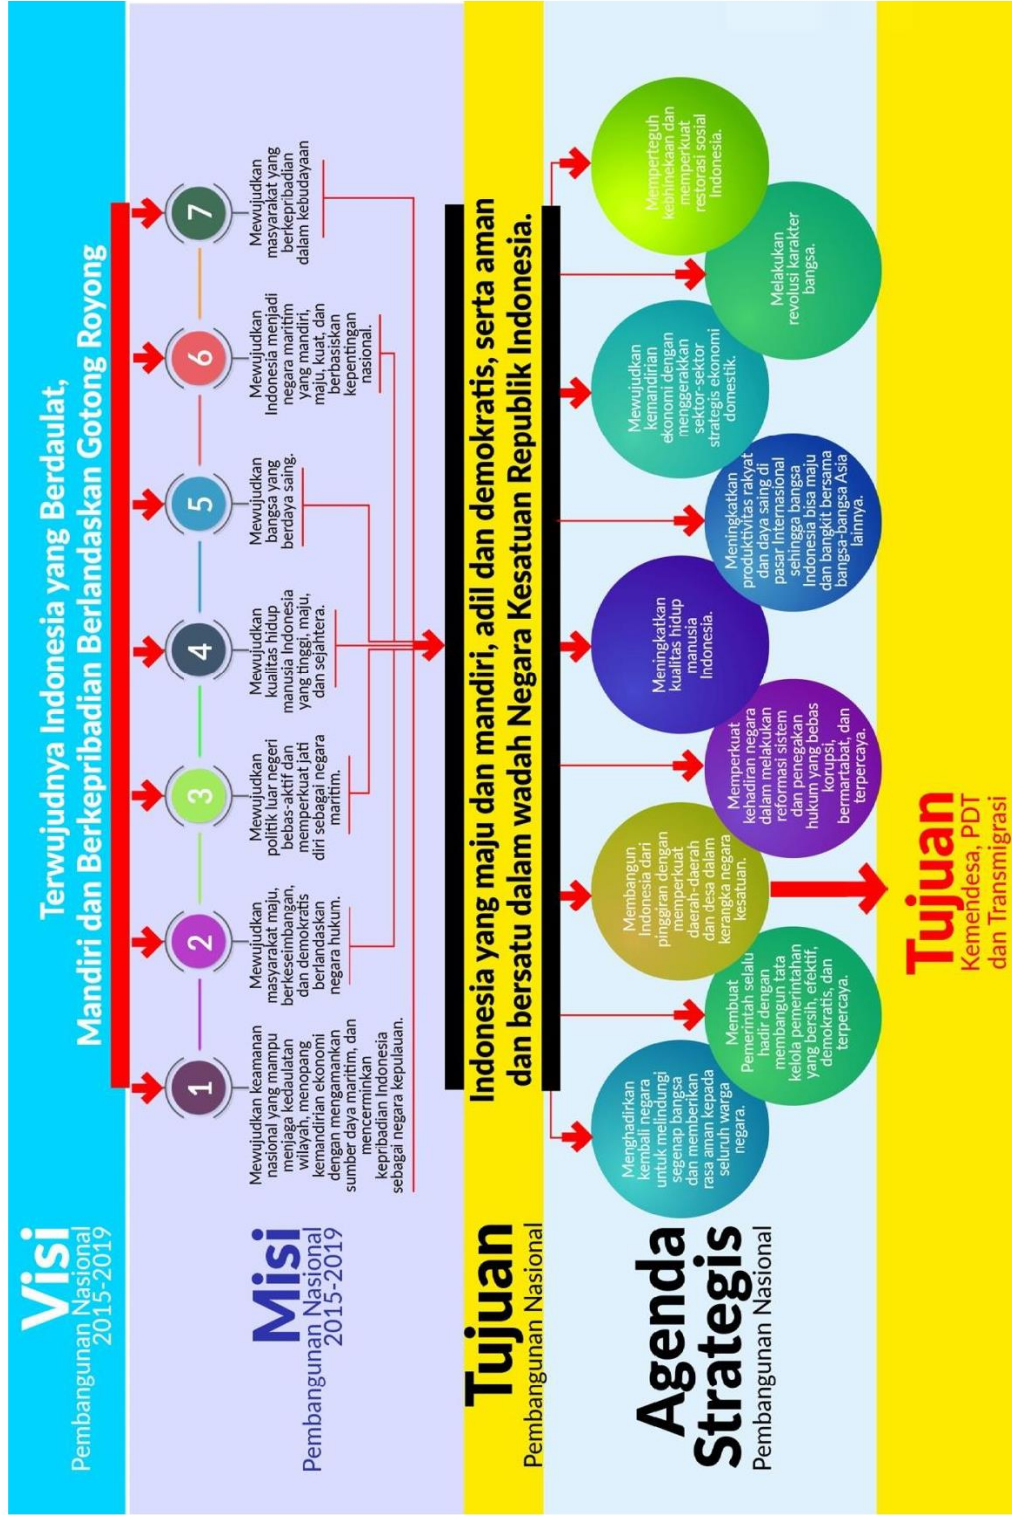 Visi
Pembangunan Nasional
2015-2019
Terwujudnya Indonesia yang Berdaulat,
Mandiri dan Berkepribadian Berlandaskan Gotong Royong
Misi
Pembangunan Nasional
2015-2019
1
Mewujudkan keamanan
nasional yang mampu
menjaga kedaulatan
wilayah, menopang
kemandirian ekonomi
dengan mengamankan
sumber daya maritim, dan
mencerminkan
kepribadian Indonesia
sebagai negara kepulauan.
2
Mewujudkan
masyarakat maju,
berkeseimbangan,
dan demokratis
berlandaskan
negara hukum.
3
Mewujudkan
politik luar negeri
bebas-aktif dan
memperkuat jati
diri sebagai negara
maritim.
4
Mewujudkan
kualitas hidup
manusia Indonesia
yang tinggi, maju,
dan sejahtera.
5
Mewujudkan
bangsa yang
berdaya saing.
6
Mewujudkan
Indonesia menjadi
negara maritim
yang mandiri,
maju, kuat, dan
berbasiskan
kepentingan
nasional.
7
Mewujudkan
masyarakat yang
berkepribadian
dalam kebudayaan
Tujuan
Pembangunan Nasional
Indonesia yang maju dan mandiri, adil dan demokratis, serta aman
dan bersatu dalam wadah Negara Kesatuan Republik Indonesia.
Agenda
Strategis
Pembangunan Nasional
Menghadirkan
kembali negara
untuk melindungi
segenap bangsa
dan memberikan
rasa aman kepada
seluruh warga
negara.
Membuat
Pemerintah selalu
hadir dengan
membangun tata
kelola pemerintahan
yang bersih, efektif,
demokratis, dan
terpercaya.
Membangun
Indonesia dari
pinggiran dengan
memperkuat
daerah-daerah
dan desa dalam
kerangka negara
kesatuan.
Memperkuat
kehadiran negara
dalam melakukan
reformasi sistem
dan penegakan
hukum yang bebas
korupsi,
bermartabat, dan
terpercaya.
Meningkatkan
kualitas hidup
manusia
Indonesia.
Meningkatkan
produktivitas rakyat
dan daya saing di
pasar Internasional
sehingga bangsa
Indonesia bisa maju
dan bangkit bersama
bangsa-bangsa Asia
lainnya.
Mewujudkan
kemandirian
ekonomi dengan
menggerakkan
sektor-sektor
strategis ekonomi
domestik.
Melakukan
revolusi karakter
bangsa.
Memperteguh
kebhinekaan dan
memperkuat
restorasi sosial
Indonesia.
Tujuan
Kemendesa, PDT
dan Transmigrasi